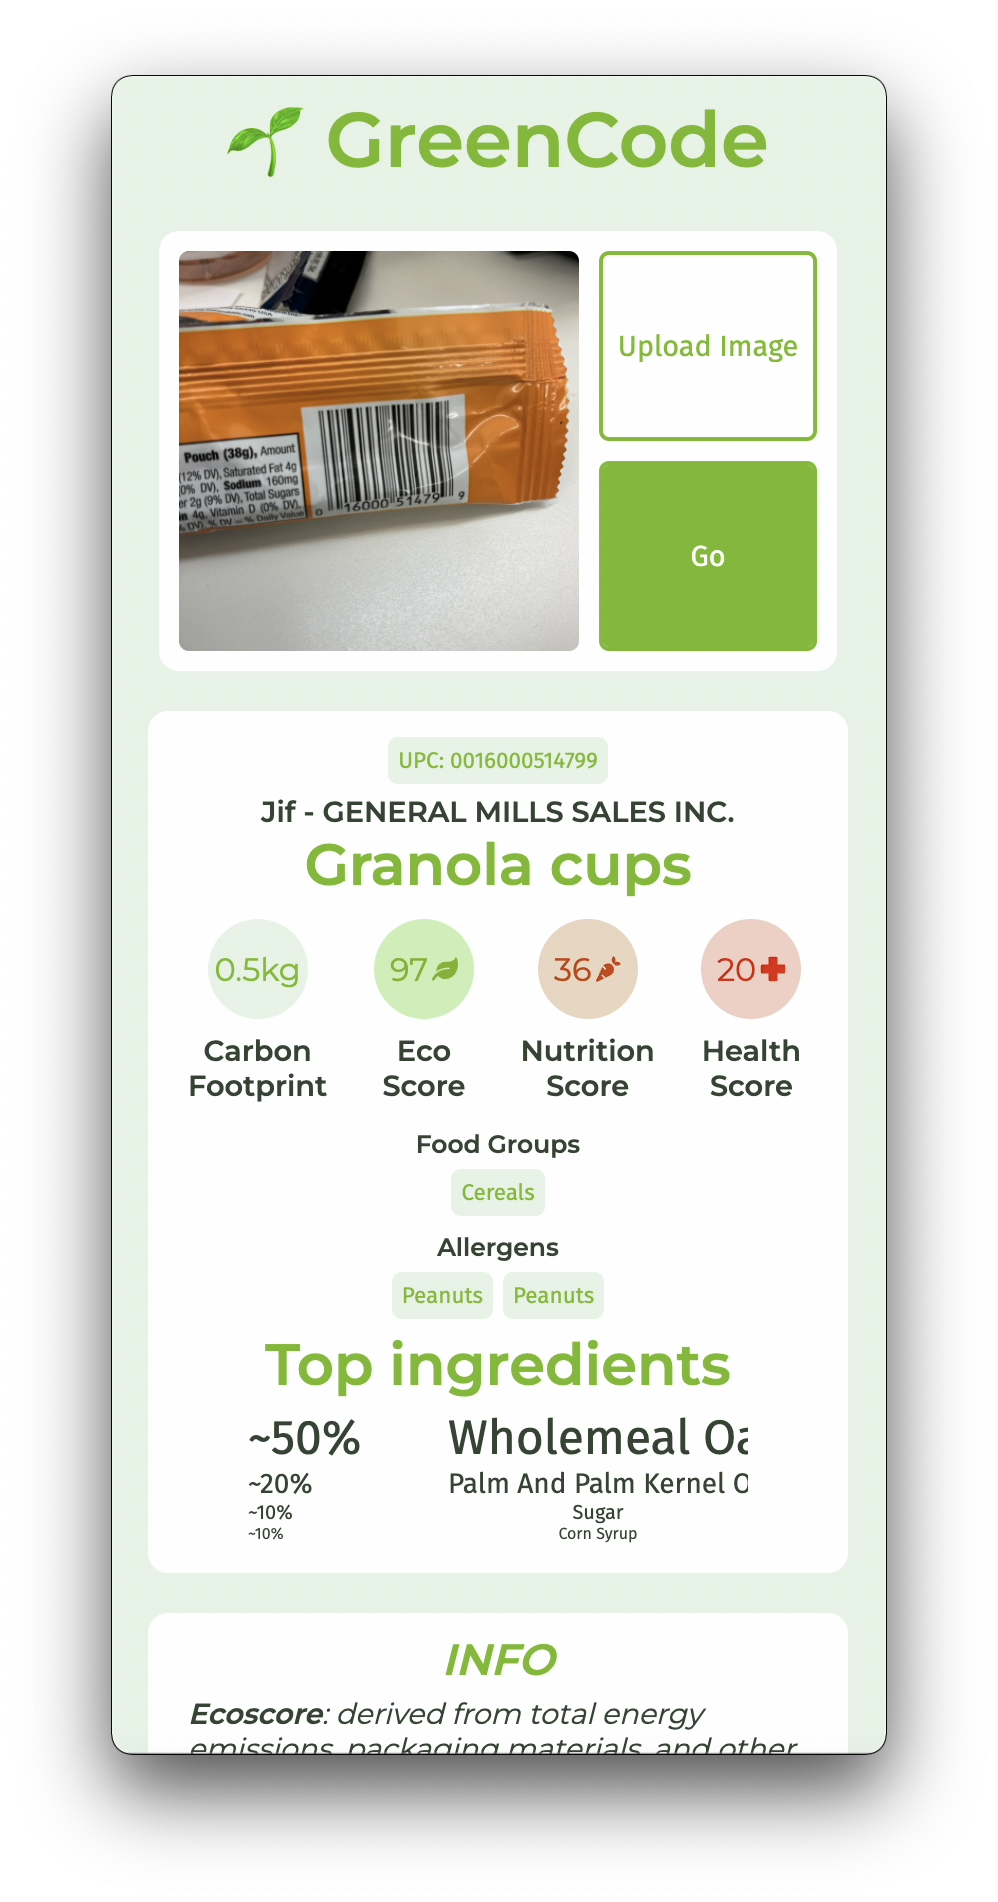 GreenCode
Pouch (38g), Amount
(12% DV), Saturated Fat 4g
(0% DV), Sodium 160mg
2g (9% DV), Total Sugars
4g, Vitamin D (0% DV),
% DV = % Daily Value
0 16000 51479 9
Upload Image
Go
UPC: 0016000514799
Jif - GENERAL MILLS SALES INC.
Granola cups
0.5kg
97
36
20
Carbon Footprint
Eco Score
Nutrition Score
Health Score
Food Groups
Cereals
Allergens
Peanuts Peanuts
Top ingredients
~50% Wholemeal Oa
~20% Palm And Palm Kernel O
~10% Sugar
~10% Corn Syrup
INFO
Ecoscore: derived from total energy
emissions, packaging materials, and other